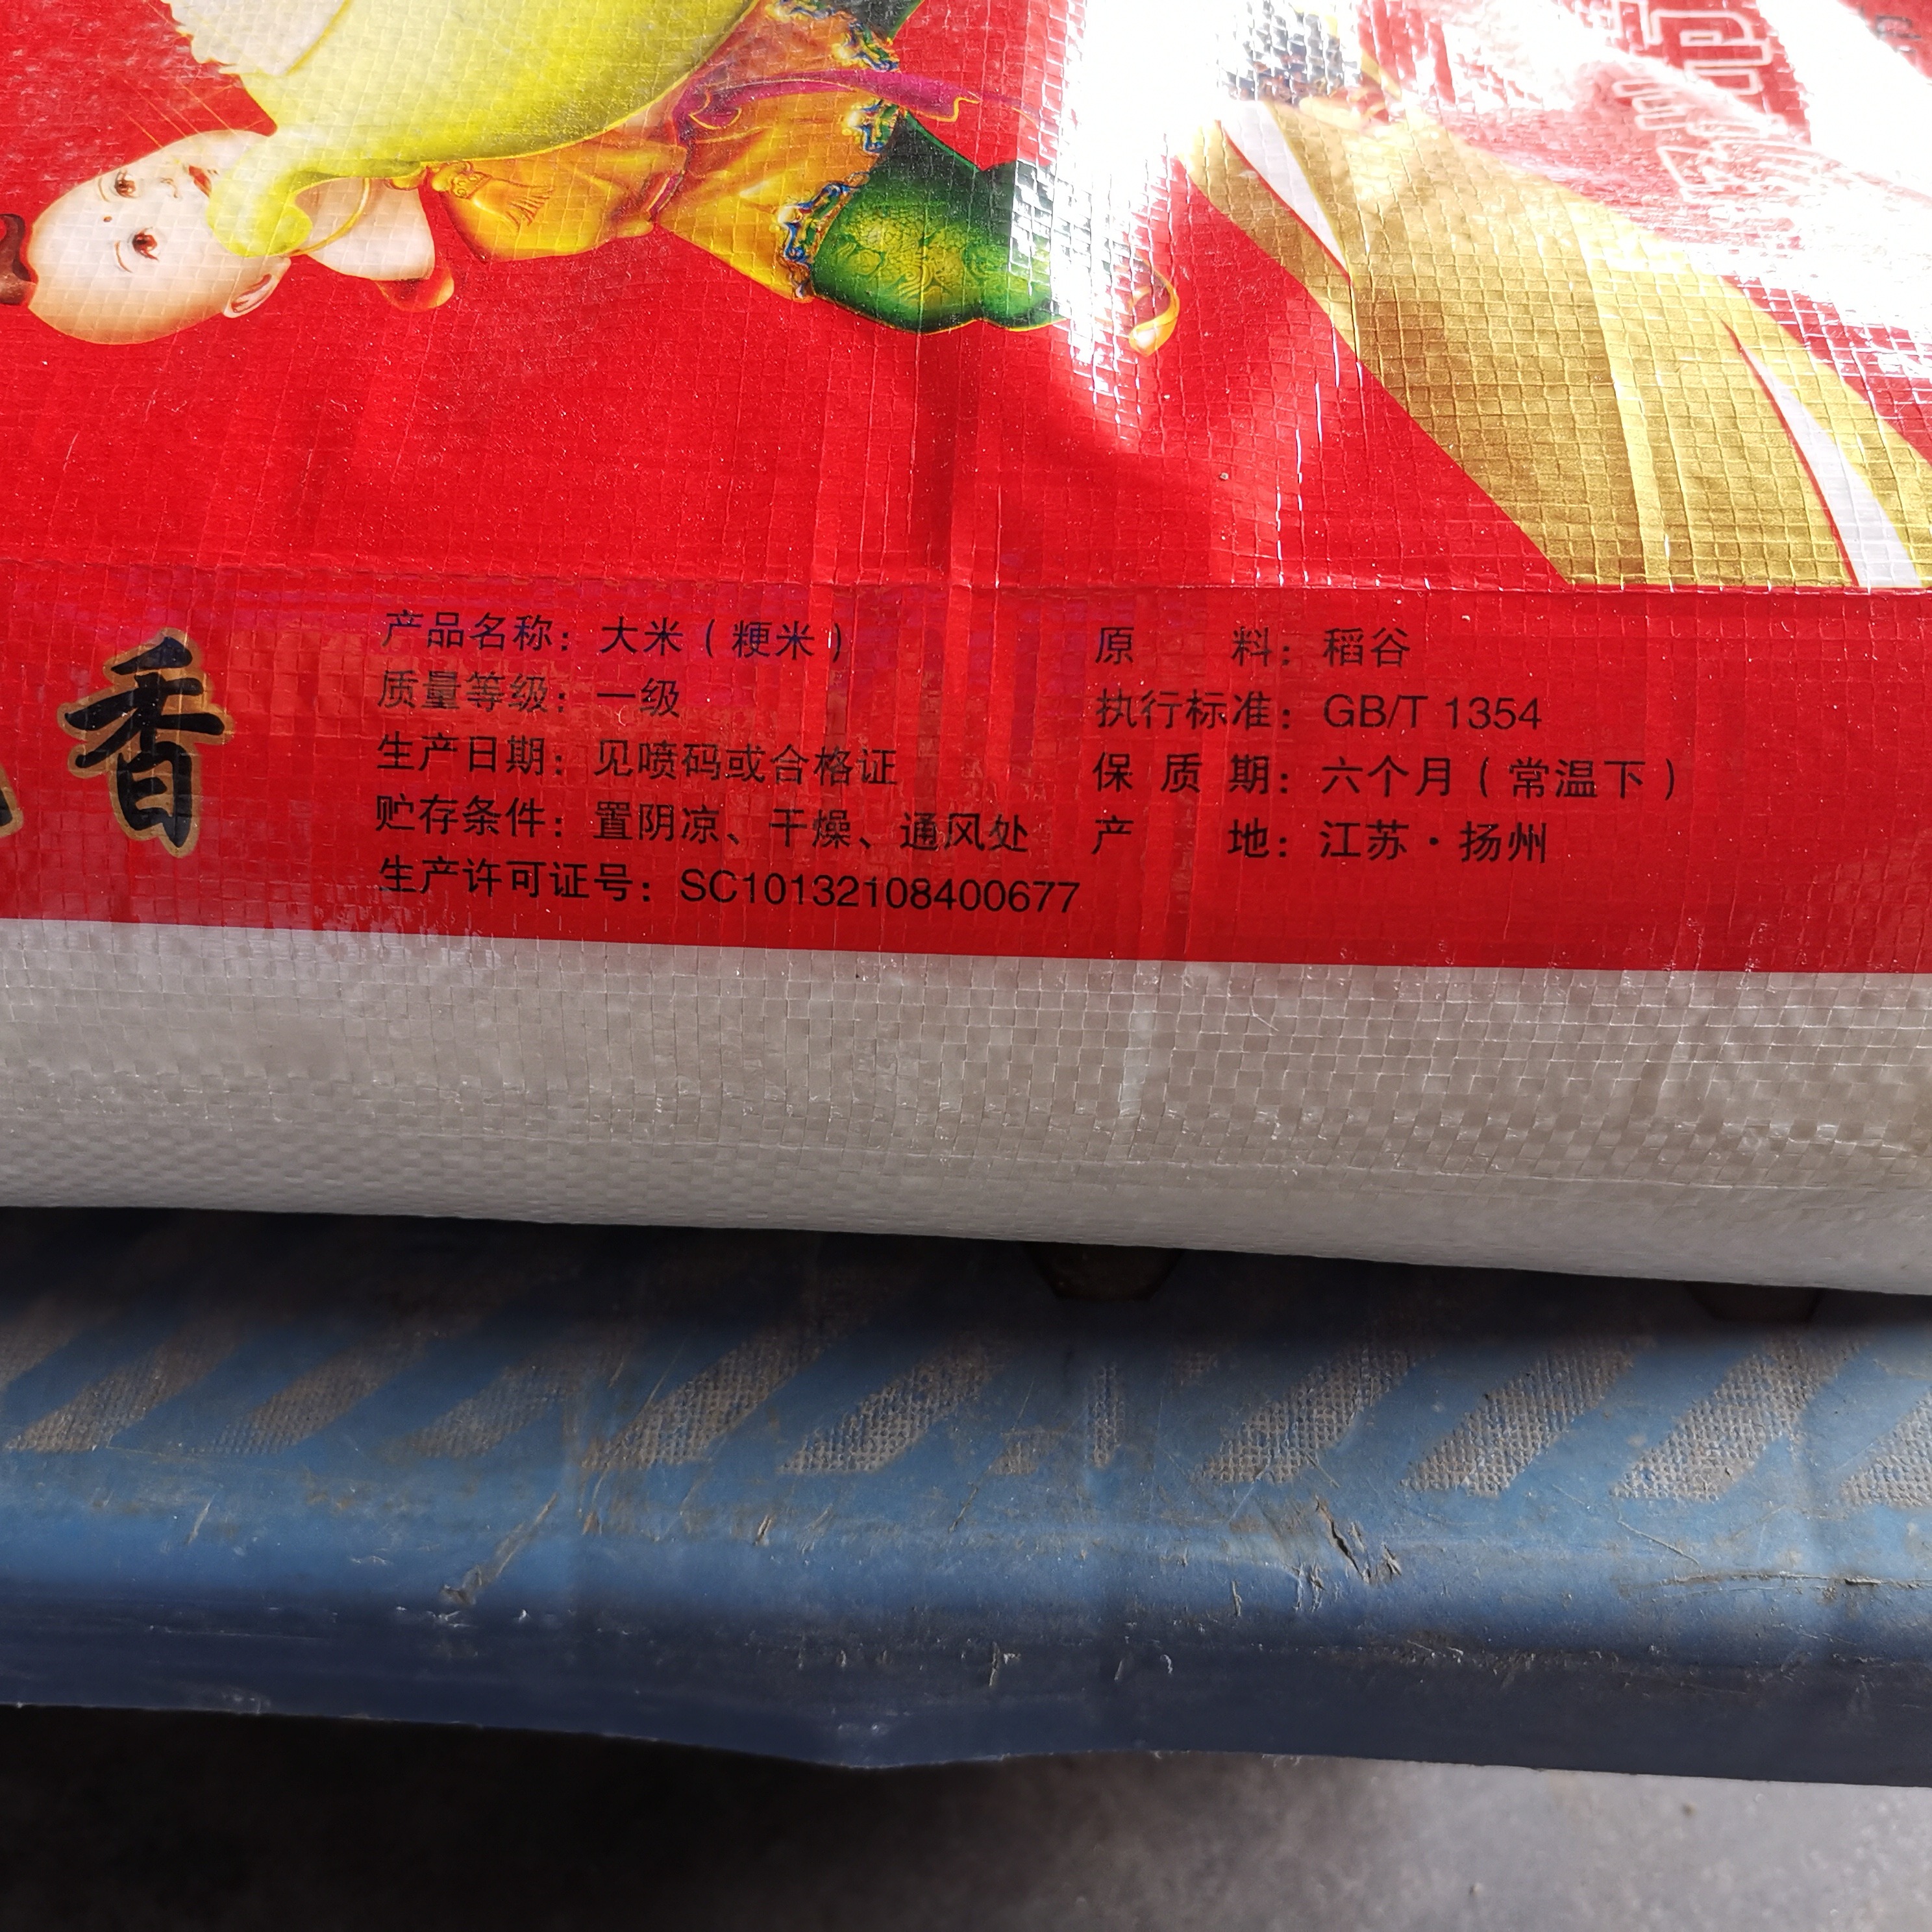 香
产品名称：大米（粳米）
质量等级：一级
生产日期：见喷码或合格证
贮存条件：置阴凉、干燥、通风处
生产许可证号：SC10132108400677
原料：稻谷
执行标准：GB/T 1354
保质期：六个月（常温下）
产地：江苏·扬州